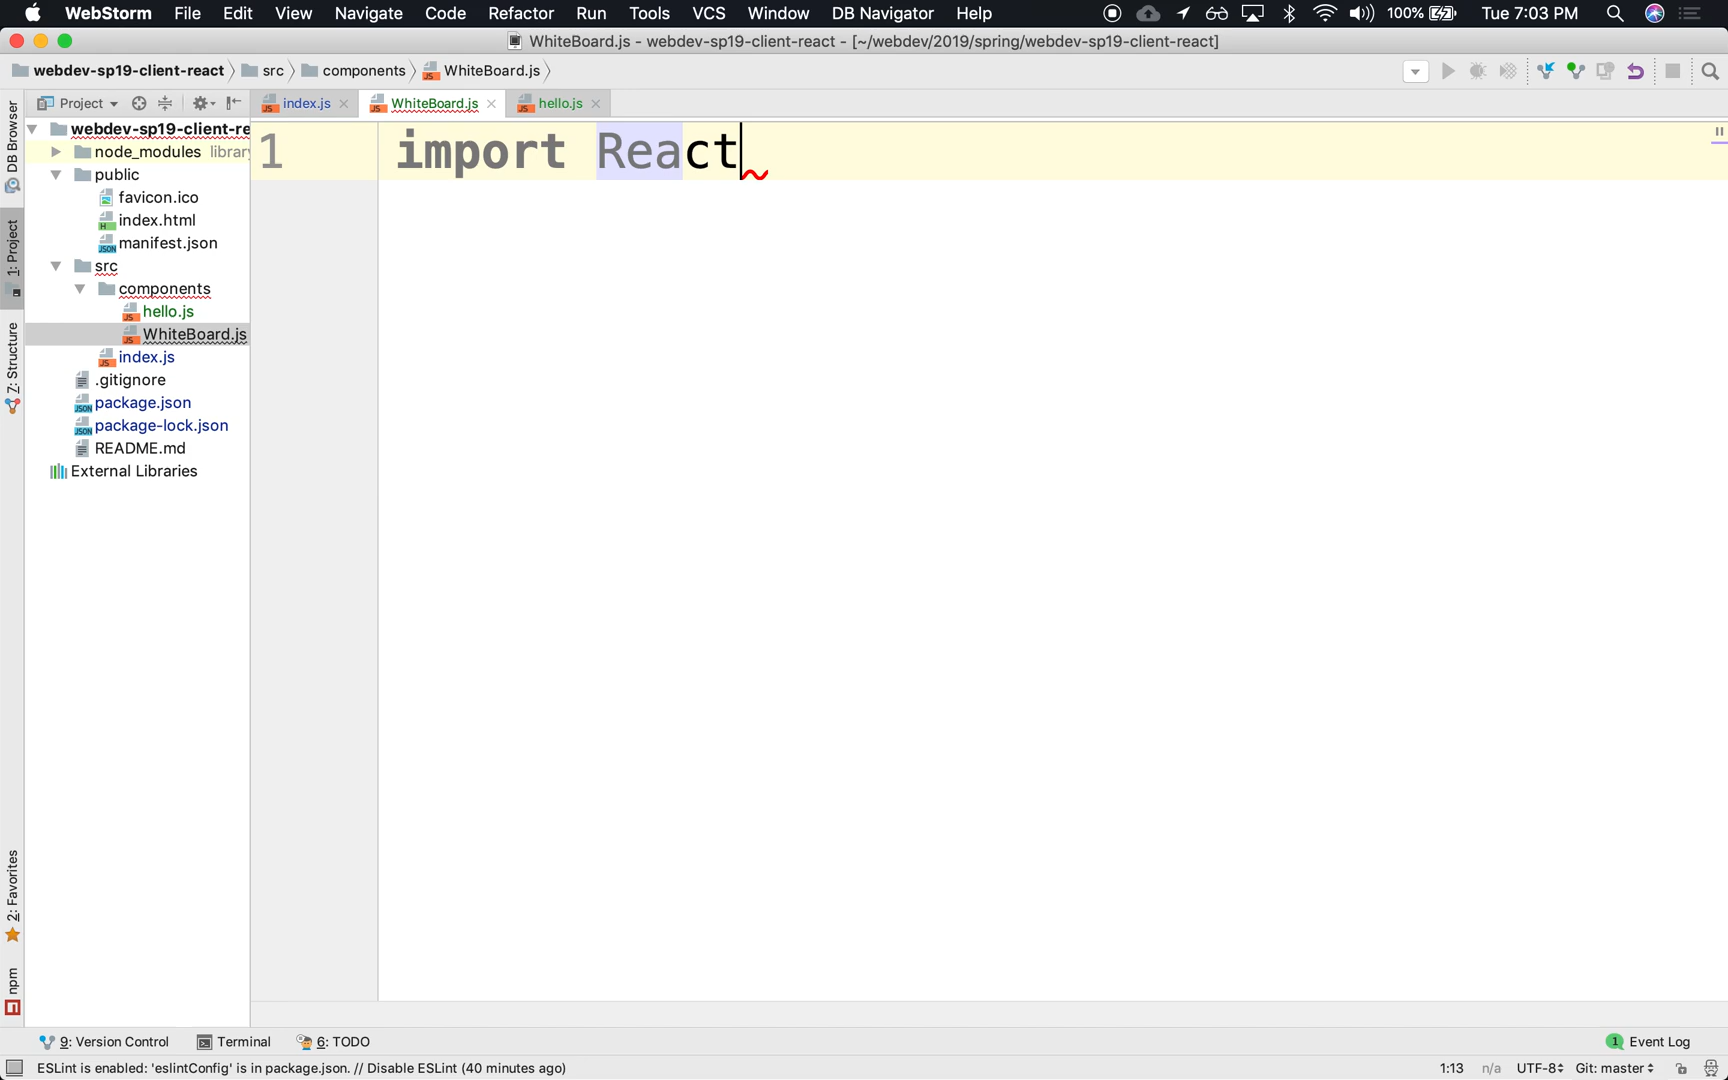 WebStorm File Edit View Navigate Code Refactor Run Tools VCS Window DB Navigator Help 100% Tue 7:03 PM
WhiteBoard.js - webdev-sp19-client-react - [~/webdev/2019/spring/webdev-sp19-client-react]
webdev-sp19-client-react src components WhiteBoard.js
Project index.js WhiteBoard.js hello.js
webdev-sp19-client-re
node_modules library
public
favicon.ico
index.html
manifest.json
src
components
hello.js
WhiteBoard.js
index.js
.gitignore
package.json
package-lock.json
README.md
External Libraries
1 import React
DB Browser
1: Project
7: Structure
2: Favorites
npm
9: Version Control Terminal 6: TODO 1 Event Log
ESLint is enabled: 'eslintConfig' is in package.json. // Disable ESLint (40 minutes ago) 1:13 n/a UTF-8 Git: master